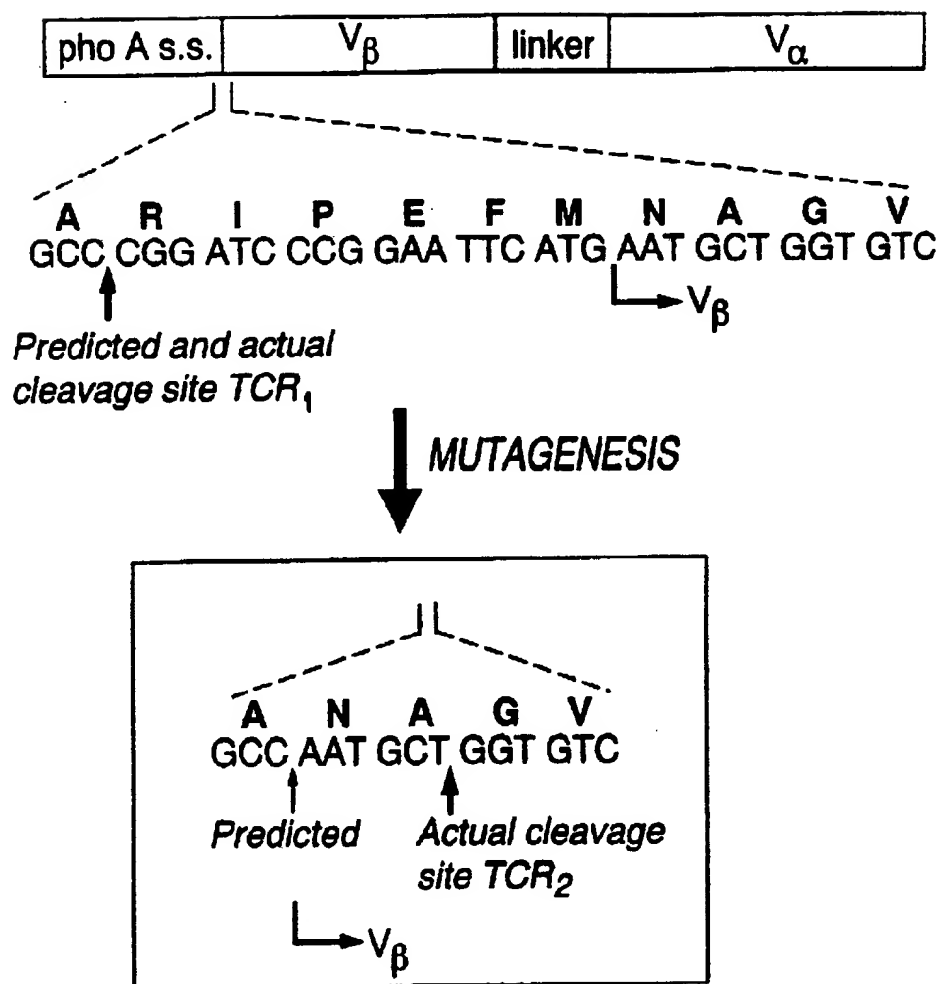 pho A s.s. Vβ linker Vα
A R I P E F M N A G V
GCC CGG ATC CCG GAA TTC ATG AAT GCT GGT GTC
Vβ
Predicted and actual
cleavage site TCR₁
MUTAGENESIS
A N A G V
GCC AAT GCT GGT GTC
Predicted Actual cleavage
site TCR₂
Vβ